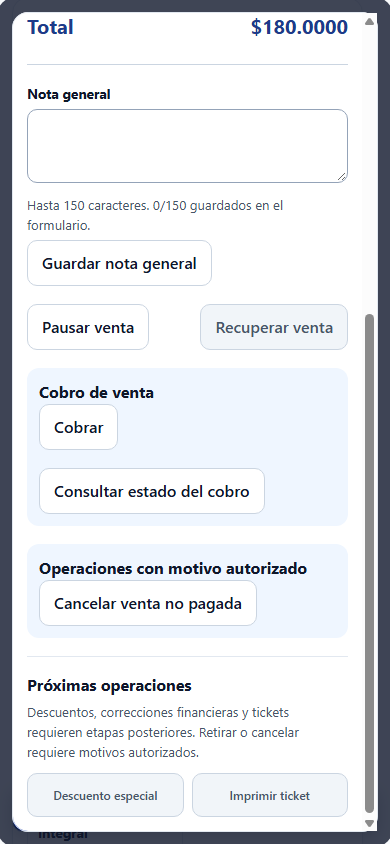 Total $180.0000
Nota general
Hasta 150 caracteres. 0/150 guardados en el
formulario.
Guardar nota general
Pausar venta Recuperar venta
Cobro de venta
Cobrar
Consultar estado del cobro
Operaciones con motivo autorizado
Cancelar venta no pagada
Próximas operaciones
Descuentos, correcciones financieras y tickets
requieren etapas posteriores. Retirar o cancelar
requiere motivos autorizados.
Descuento especial Imprimir ticket
integral